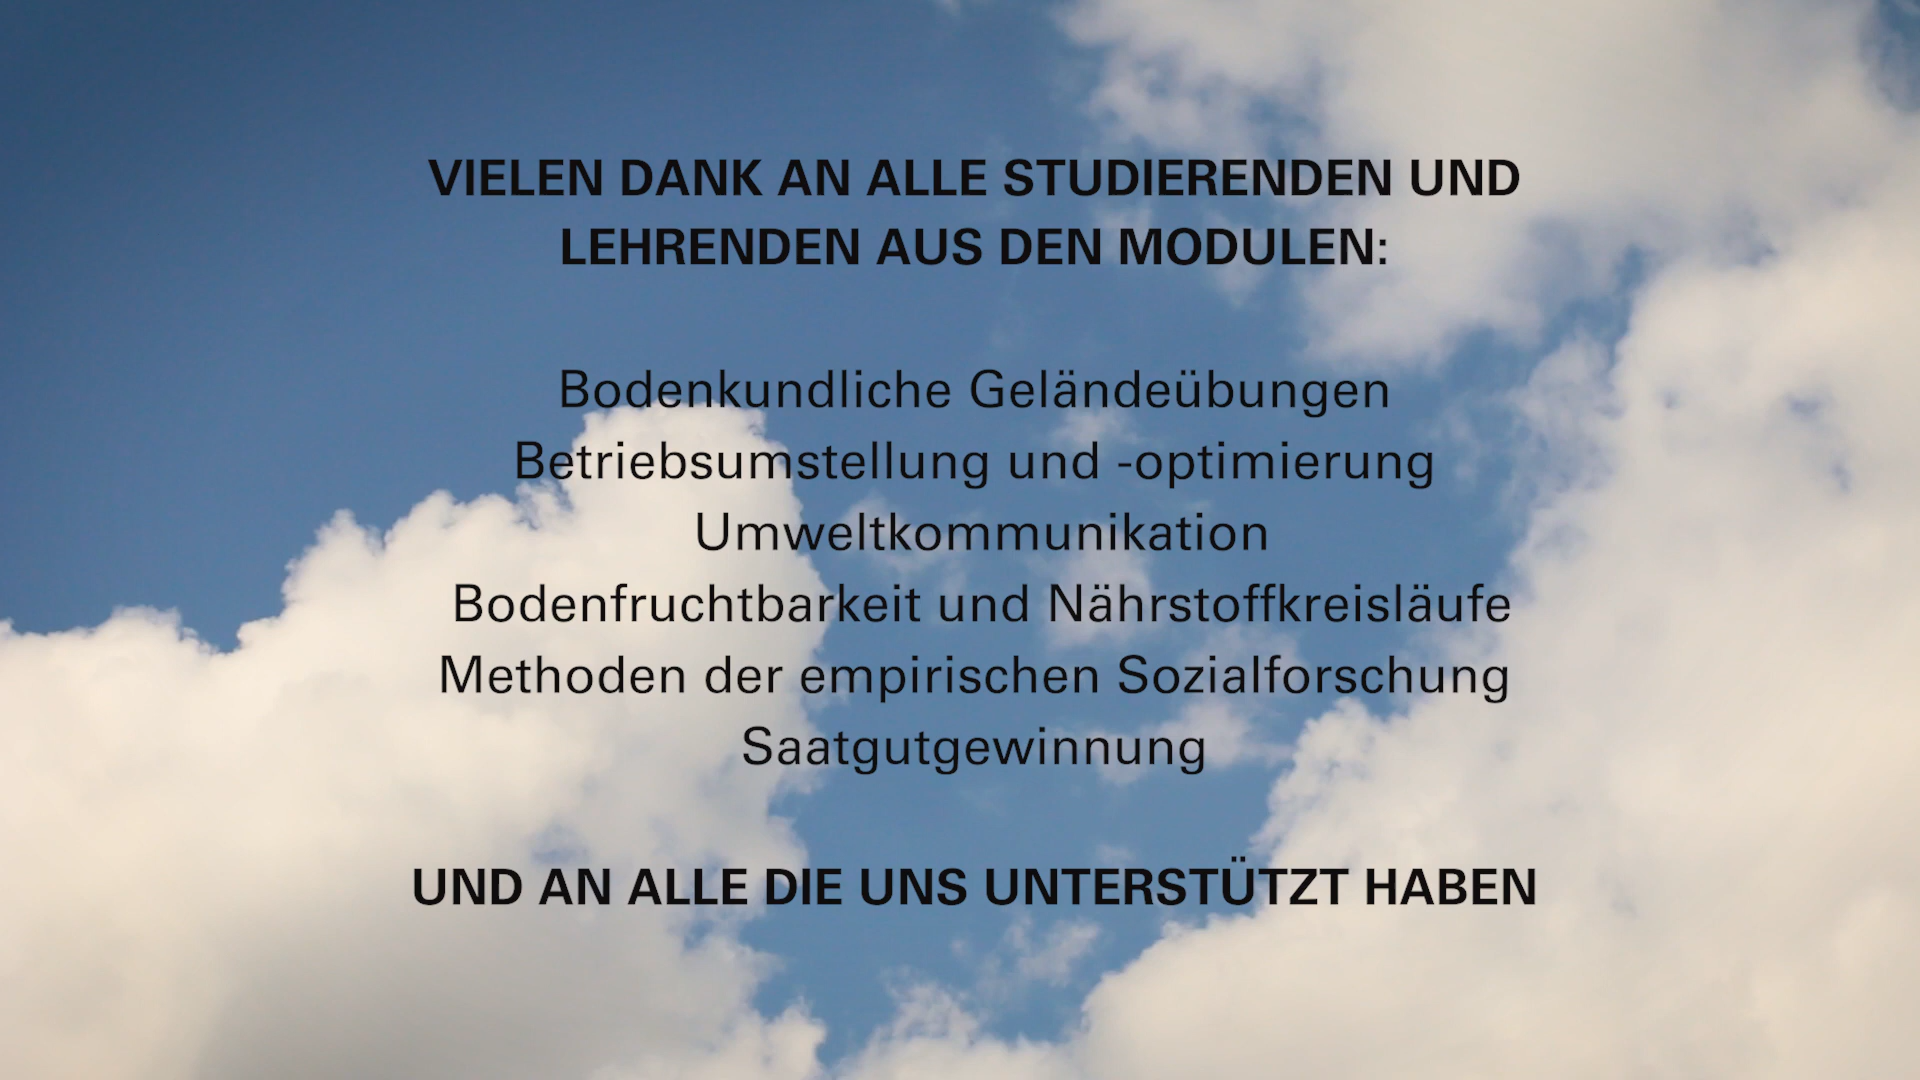 VIELEN DANK AN ALLE STUDIERENDEN UND
LEHRENDEN AUS DEN MODULEN:
Bodenkundliche Geländeübungen
Betriebsumstellung und -optimierung
Umweltkommunikation
Bodenfruchtbarkeit und Nährstoffkreisläufe
Methoden der empirischen Sozialforschung
Saatgutgewinnung
UND AN ALLE DIE UNS UNTERSTÜTZT HABEN